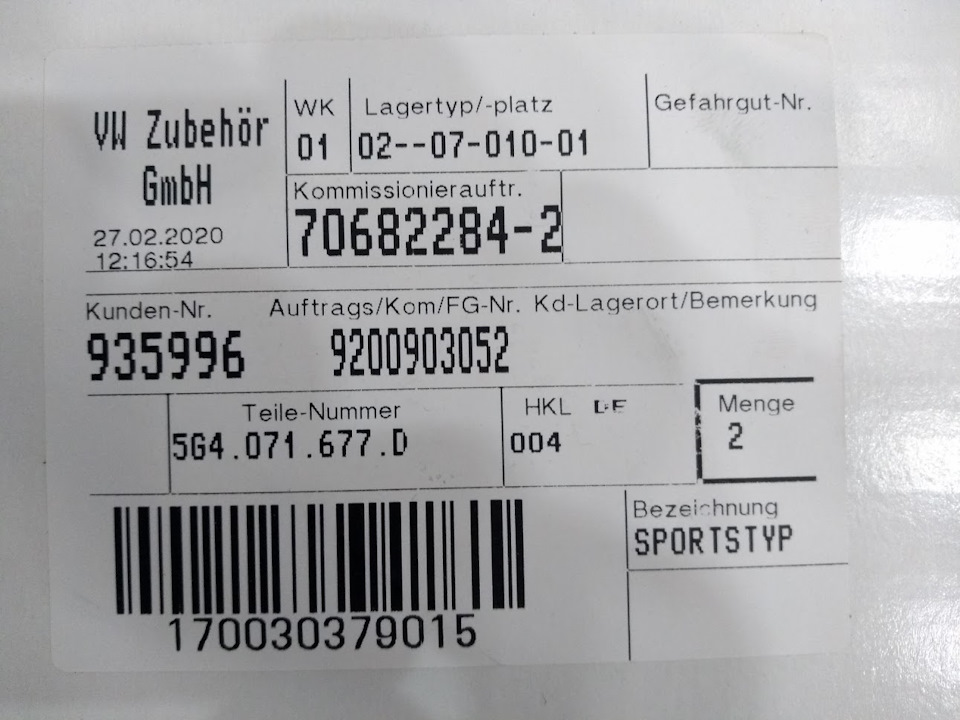 VW Zubehör
GmbH
27.02.2020
12:16:54
WK
01
Lagertyp/-platz
02--07-010-01
Gefahrgut-Nr.
Kommissionierauftr.
70682284-2
Kunden-Nr.
935996
Auftrags/Kom/FG-Nr.
9200903052
Kd-Lagerort/Bemerkung
Teile-Nummer
5G4.071.677.D
HKL DE
004
Menge
2
170030379015
Bezeichnung
SPORTSTYP